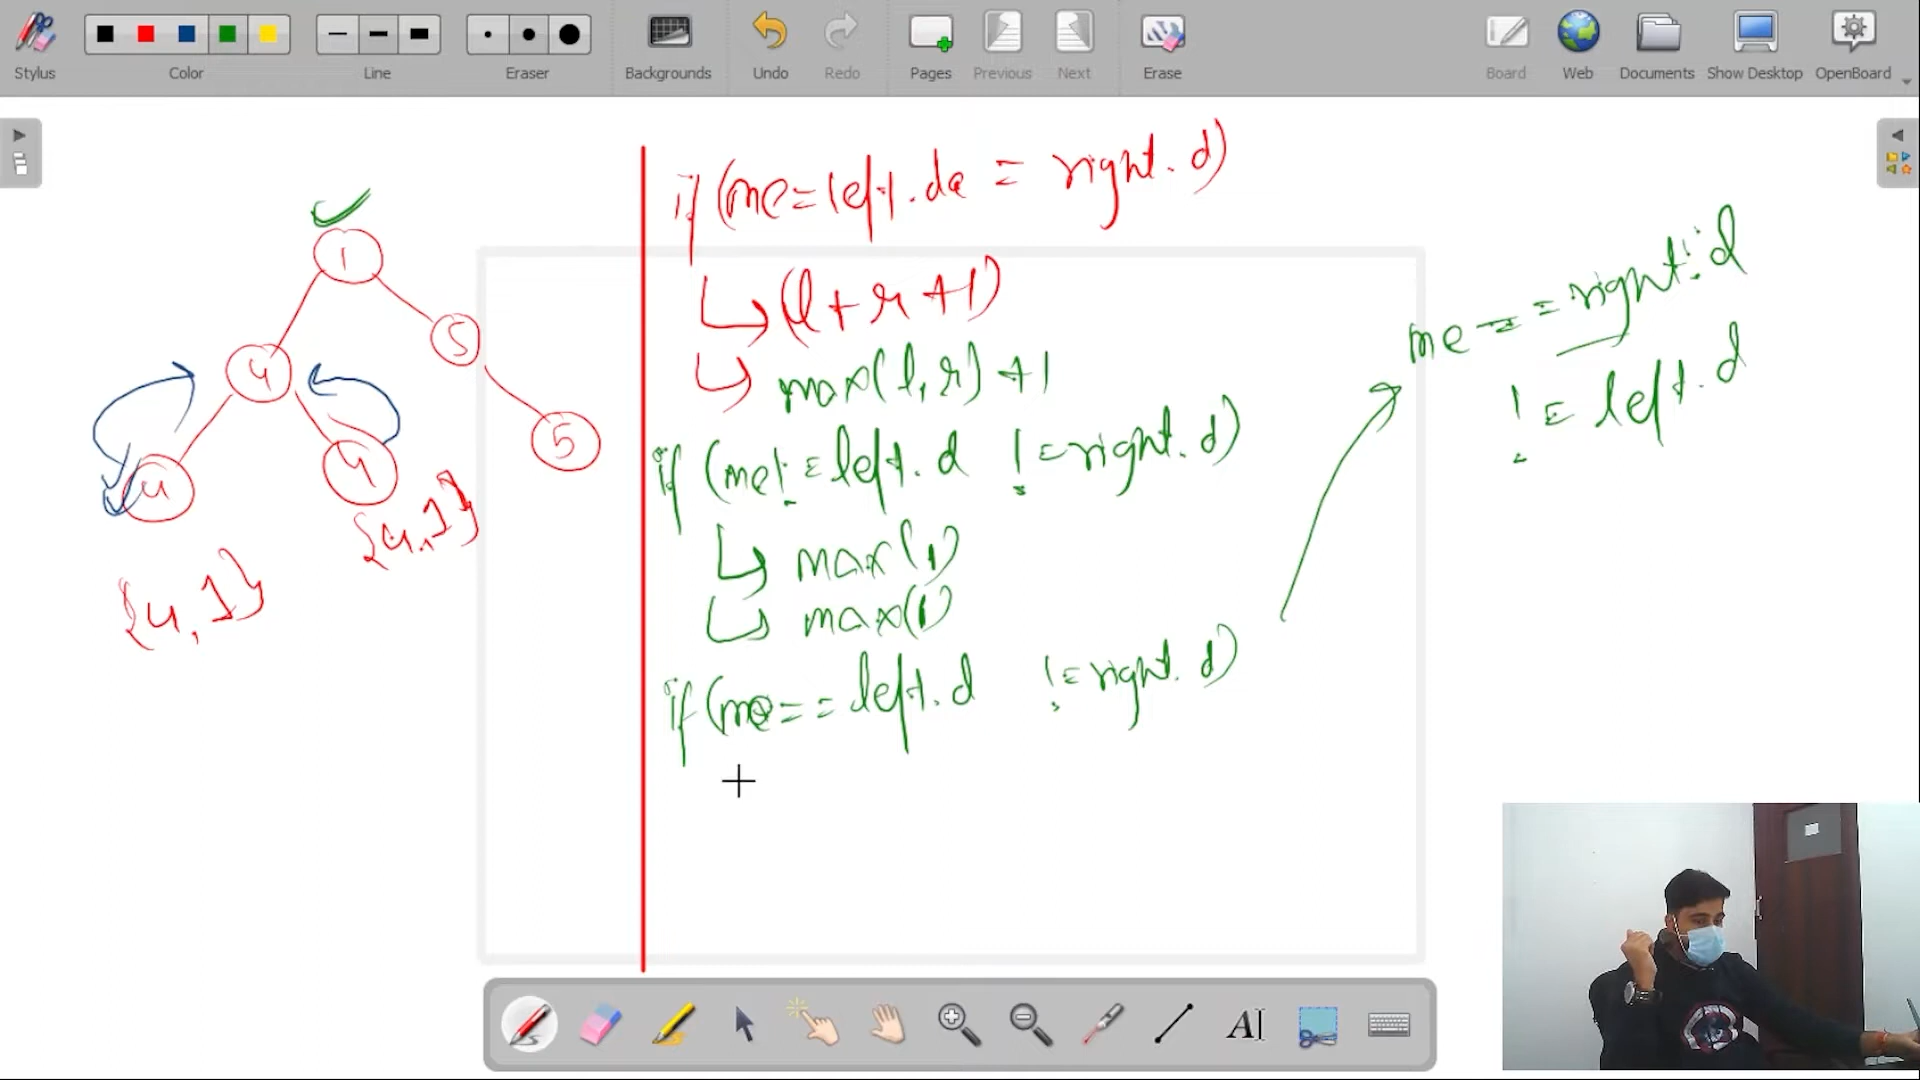 Stylus
Color
Line
Eraser
Backgrounds
Undo
Redo
Pages
Previous
Next
Erase
Board
Web
Documents
Show Desktop
OpenBoard
1
4
5
4
4
5
{4,1}
{4,1}
if (me=left.da = right.d)
(l+r+1)
max(l,r)+1
if (me!=left.d != right.d)
max(1)
max(1)
if (me==left.d != right.d)
me == right.d
!= left.d
AI